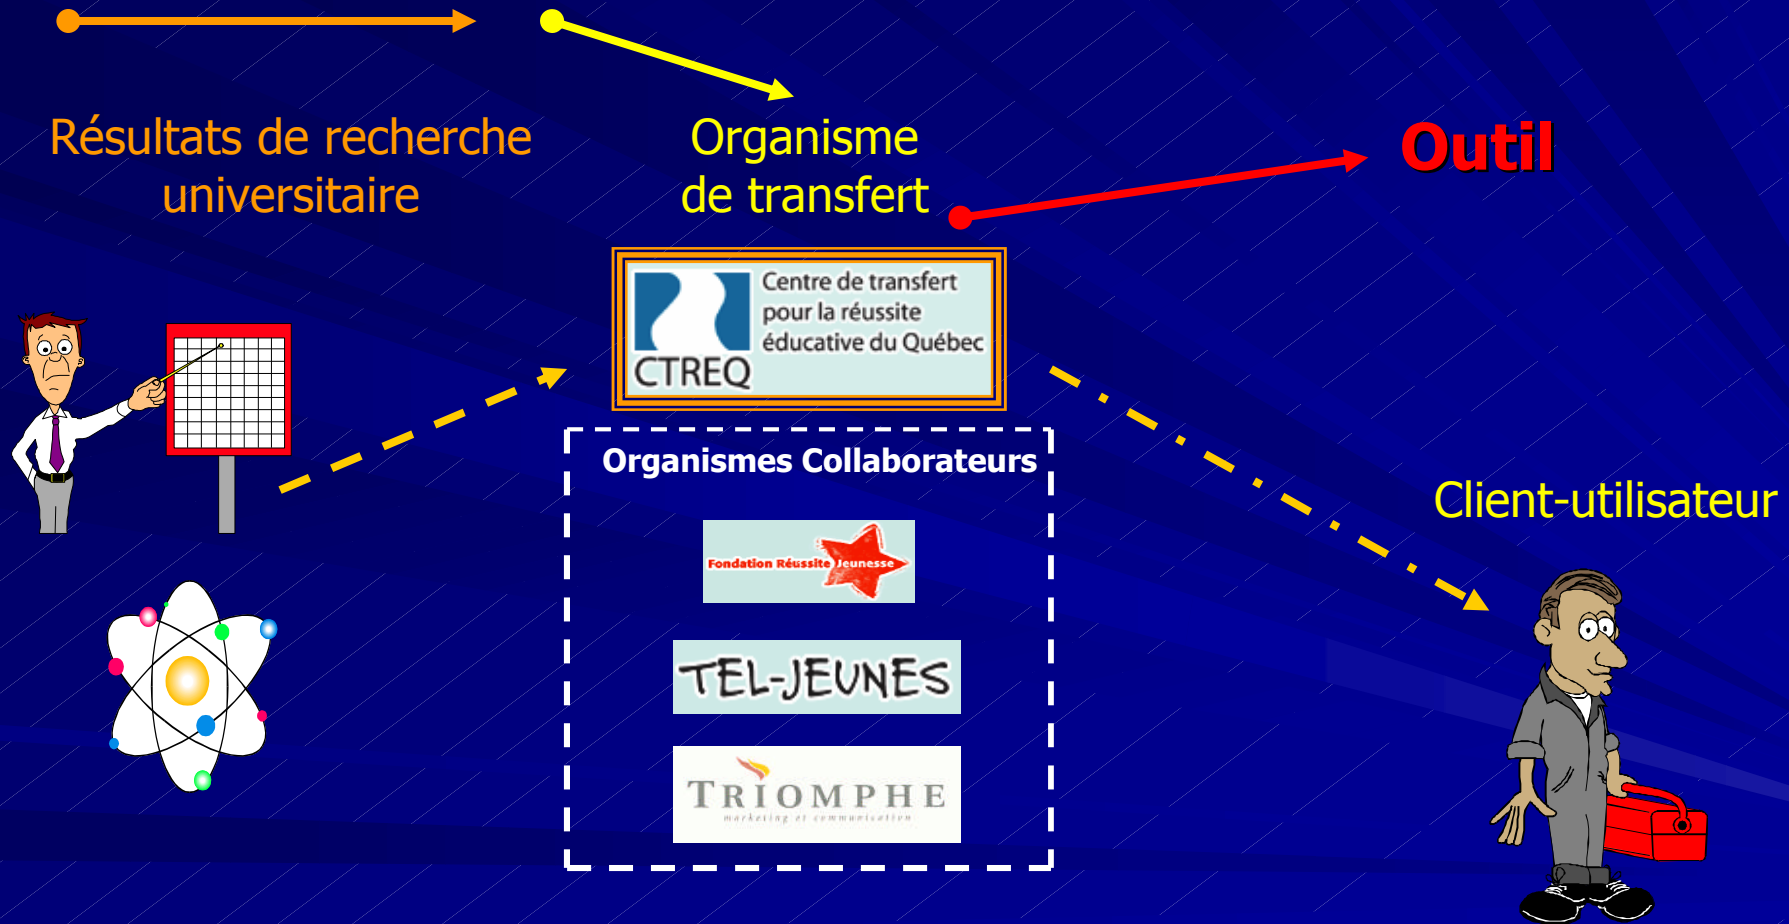 Résultats de recherche
universitaire
Organisme
de transfert
Outil
Centre de transfert
pour la réussite
éducative du Québec
CTREQ
Organismes Collaborateurs
Fondation Réussite Jeunesse
TEL-JEUNES
TRIOMPHE
marketing et communication
Client-utilisateur